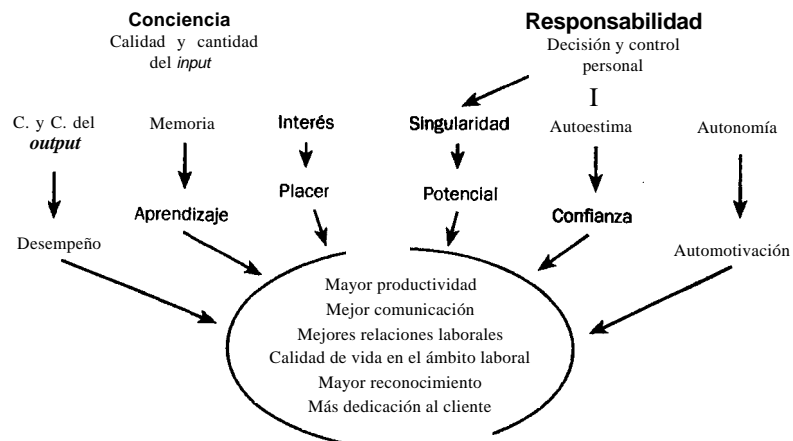 Conciencia
Calidad y cantidad
del input
Responsabilidad
Decisión y control
personal
I
C. y C. del
output
Memoria
Interés
Singularidad
Autoestima
Autonomía
Desempeño
Aprendizaje
Placer
Potencial
Confianza
Automotivación
Mayor productividad
Mejor comunicación
Mejores relaciones laborales
Calidad de vida en el ámbito laboral
Mayor reconocimiento
Más dedicación al cliente